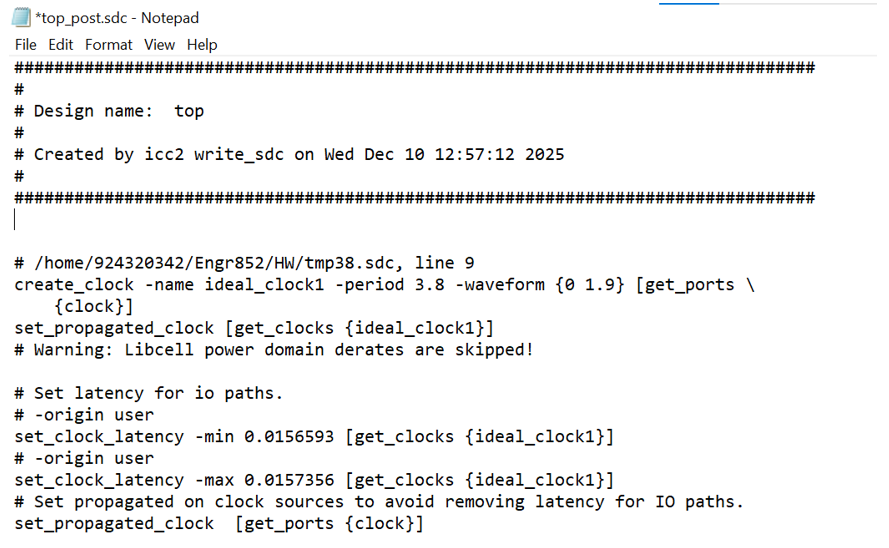 *top_post.sdc - Notepad
File Edit Format View Help
################################################################################
#
# Design name:  top
#
# Created by icc2 write_sdc on Wed Dec 10 12:57:12 2025
#
################################################################################
# /home/924320342/Engr852/HW/tmp38.sdc, line 9
create_clock -name ideal_clock1 -period 3.8 -waveform {0 1.9} [get_ports \
    {clock}]
set_propagated_clock [get_clocks {ideal_clock1}]
# Warning: Libcell power domain derates are skipped!
# Set latency for io paths.
# -origin user
set_clock_latency -min 0.0156593 [get_clocks {ideal_clock1}]
# -origin user
set_clock_latency -max 0.0157356 [get_clocks {ideal_clock1}]
# Set propagated on clock sources to avoid removing latency for IO paths.
set_propagated_clock  [get_ports {clock}]